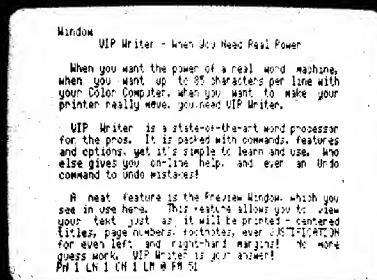 Window
VIP Writer - When You Need Real Power
When you want the power of a real word machine,
when you want up to 85 characters per line with
your Color Computer, when you want to make your
printer really move, you need VIP Writer.
VIP Writer is a state-of-the-art word processor
for the pros. It is packed with commands, features
and options, yet it's simple to learn and use. Who
else gives you on-line help, and even an Undo
command to undo mistakes!
A neat feature is the Preview Window, which you
see in use here. This feature allows you to view
your text just as it will be printed - centered
titles, page numbers, footnotes, even JUSTIFICATION
for even left and right-hand margins! No more
guess work, VIP Writer is your answer!
PN 1 LN 1 CN 1 LM 0 FM 51